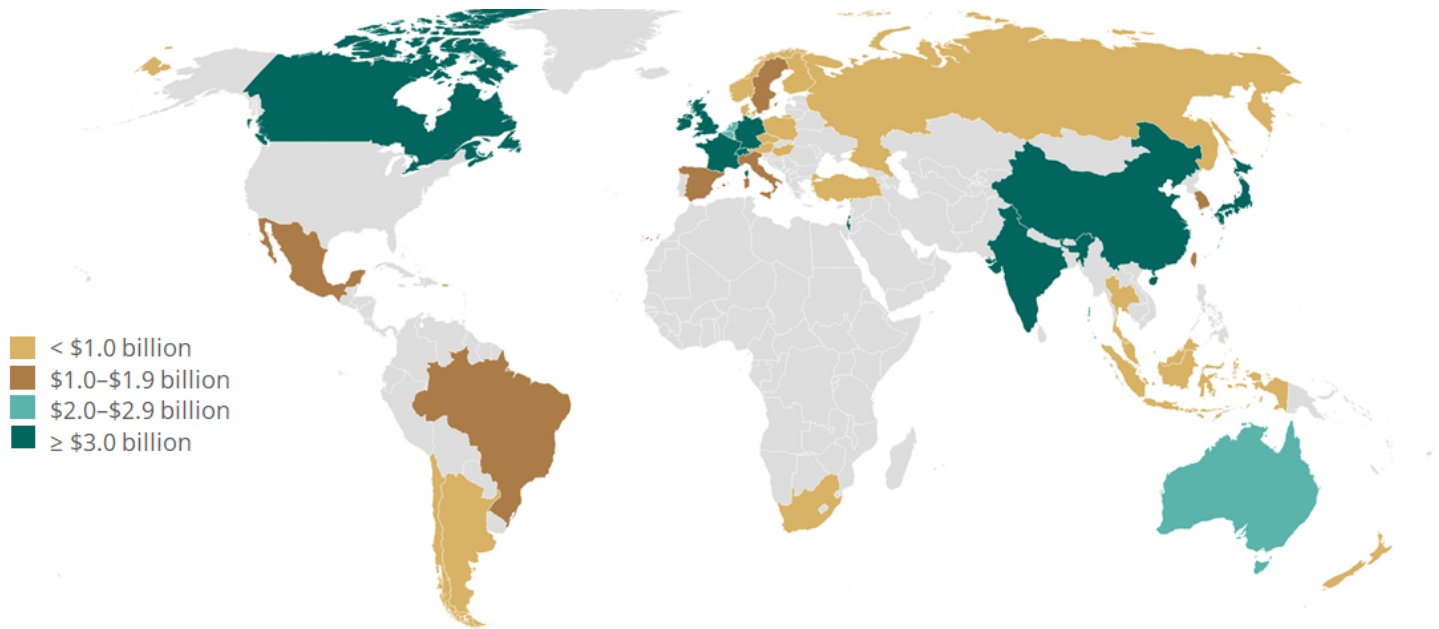 < $1.0 billion
$1.0–$1.9 billion
$2.0–$2.9 billion
≥ $3.0 billion